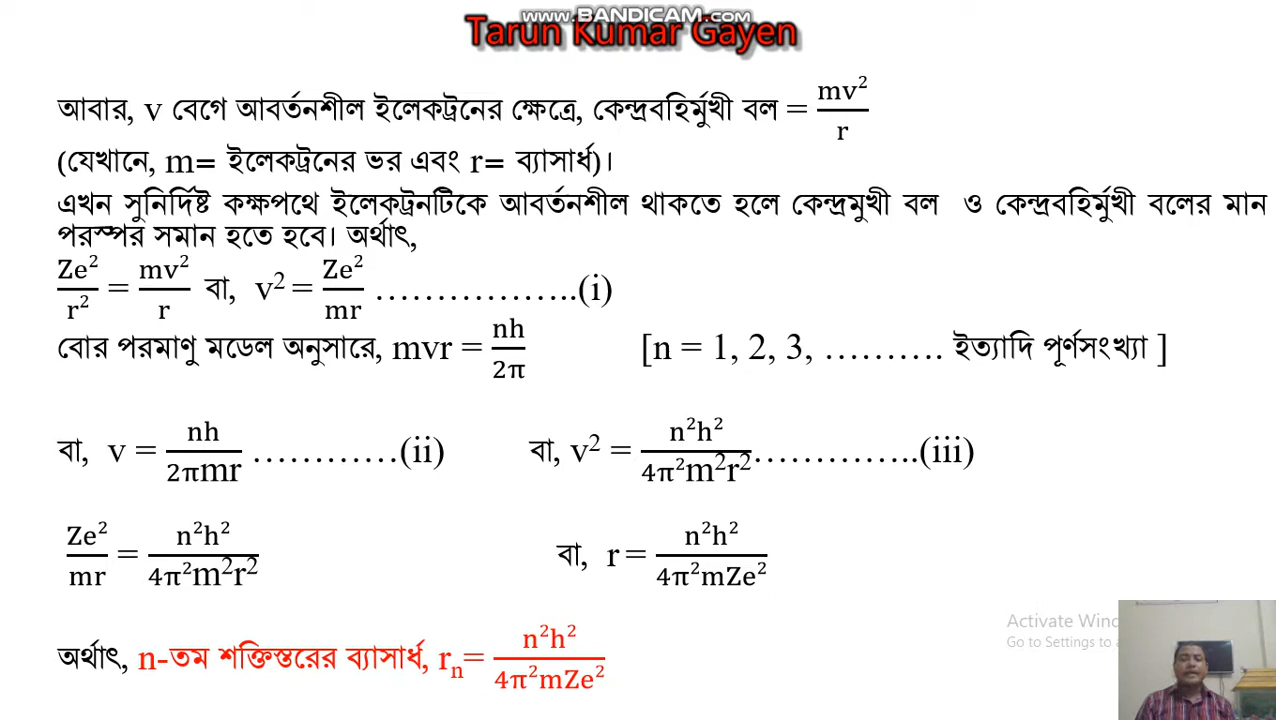 www.BANDICAM.com
Tarun Kumar Gayen
আবার, v বেগে আবর্তনশীল ইলেকট্রনের ক্ষেত্রে, কেন্দ্রবহির্মুখী বল = mv²/r
(যেখানে, m= ইলেকট্রনের ভর এবং r= ব্যাসার্ধ)।
এখন সুনির্দিষ্ট কক্ষপথে ইলেকট্রনটিকে আবর্তনশীল থাকতে হলে কেন্দ্রমুখী বল ও কেন্দ্রবহির্মুখী বলের মান
পরস্পর সমান হতে হবে। অর্থাৎ,
Ze²/r² = mv²/r বা, v² = Ze²/mr ………………..(i)
বোর পরমাণু মডেল অনুসারে, mvr = nh/2π [n = 1, 2, 3, ………. ইত্যাদি পূর্ণসংখ্যা ]
বা, v = nh/2πmr …………(ii) বা, v² = n²h²/4π²m²r² …………..(iii)
Ze²/mr = n²h²/4π²m²r² বা, r = n²h²/4π²mZe²
অর্থাৎ, n-তম শক্তিস্তরের ব্যাসার্ধ, rₙ= n²h²/4π²mZe²
Activate Win
Go to Settings to